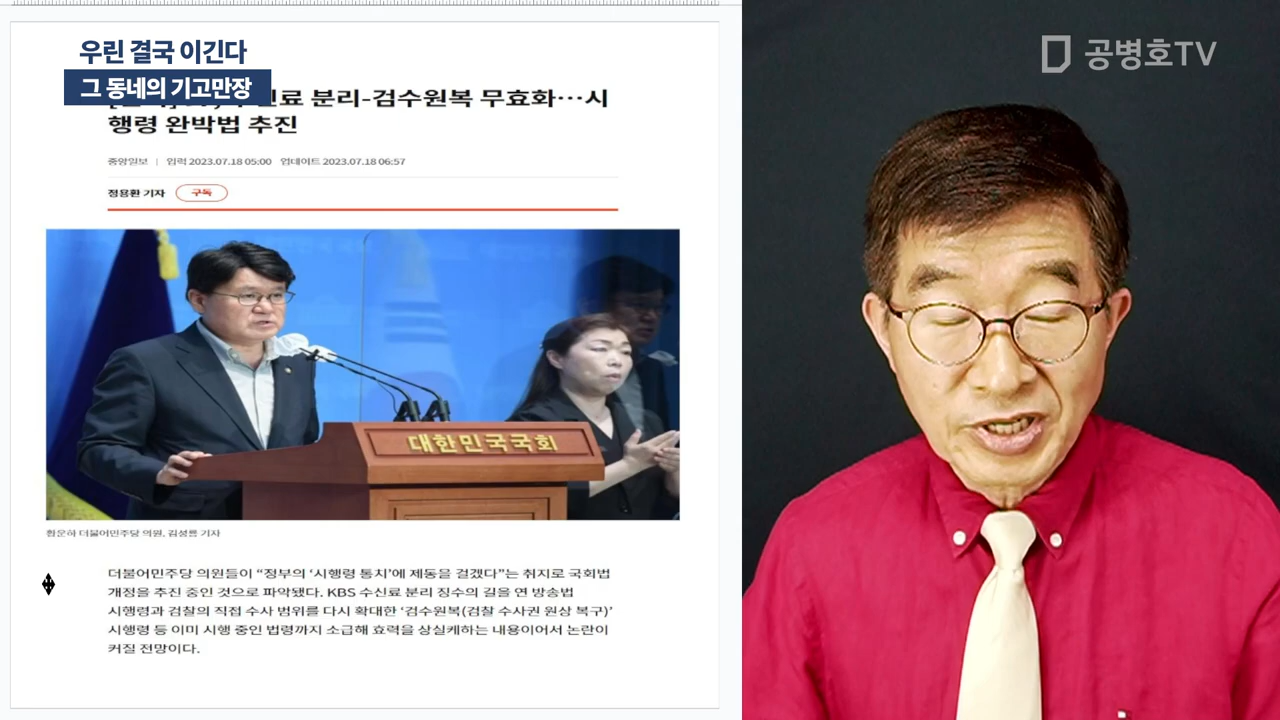 우린 결국 이긴다
그 동네의 기고만장
공병호TV
수신료 분리-검수원복 무효화…시
행령 완박법 추진
중앙일보 | 입력 2023.07.18 05:00 업데이트 2023.07.18 06:57
정용환 기자 구독
대한민국국회
황운하 더불어민주당 의원, 김성룡 기자
더불어민주당 의원들이 “정부의 ‘시행령 통치’에 제동을 걸겠다”는 취지로 국회법
개정을 추진 중인 것으로 파악됐다. KBS 수신료 분리 징수의 길을 연 방송법
시행령과 검찰의 직접 수사 범위를 다시 확대한 ‘검수원복(검찰 수사권 원상 복구)’
시행령 등 이미 시행 중인 법령까지 소급해 효력을 상실케하는 내용이어서 논란이
커질 전망이다.